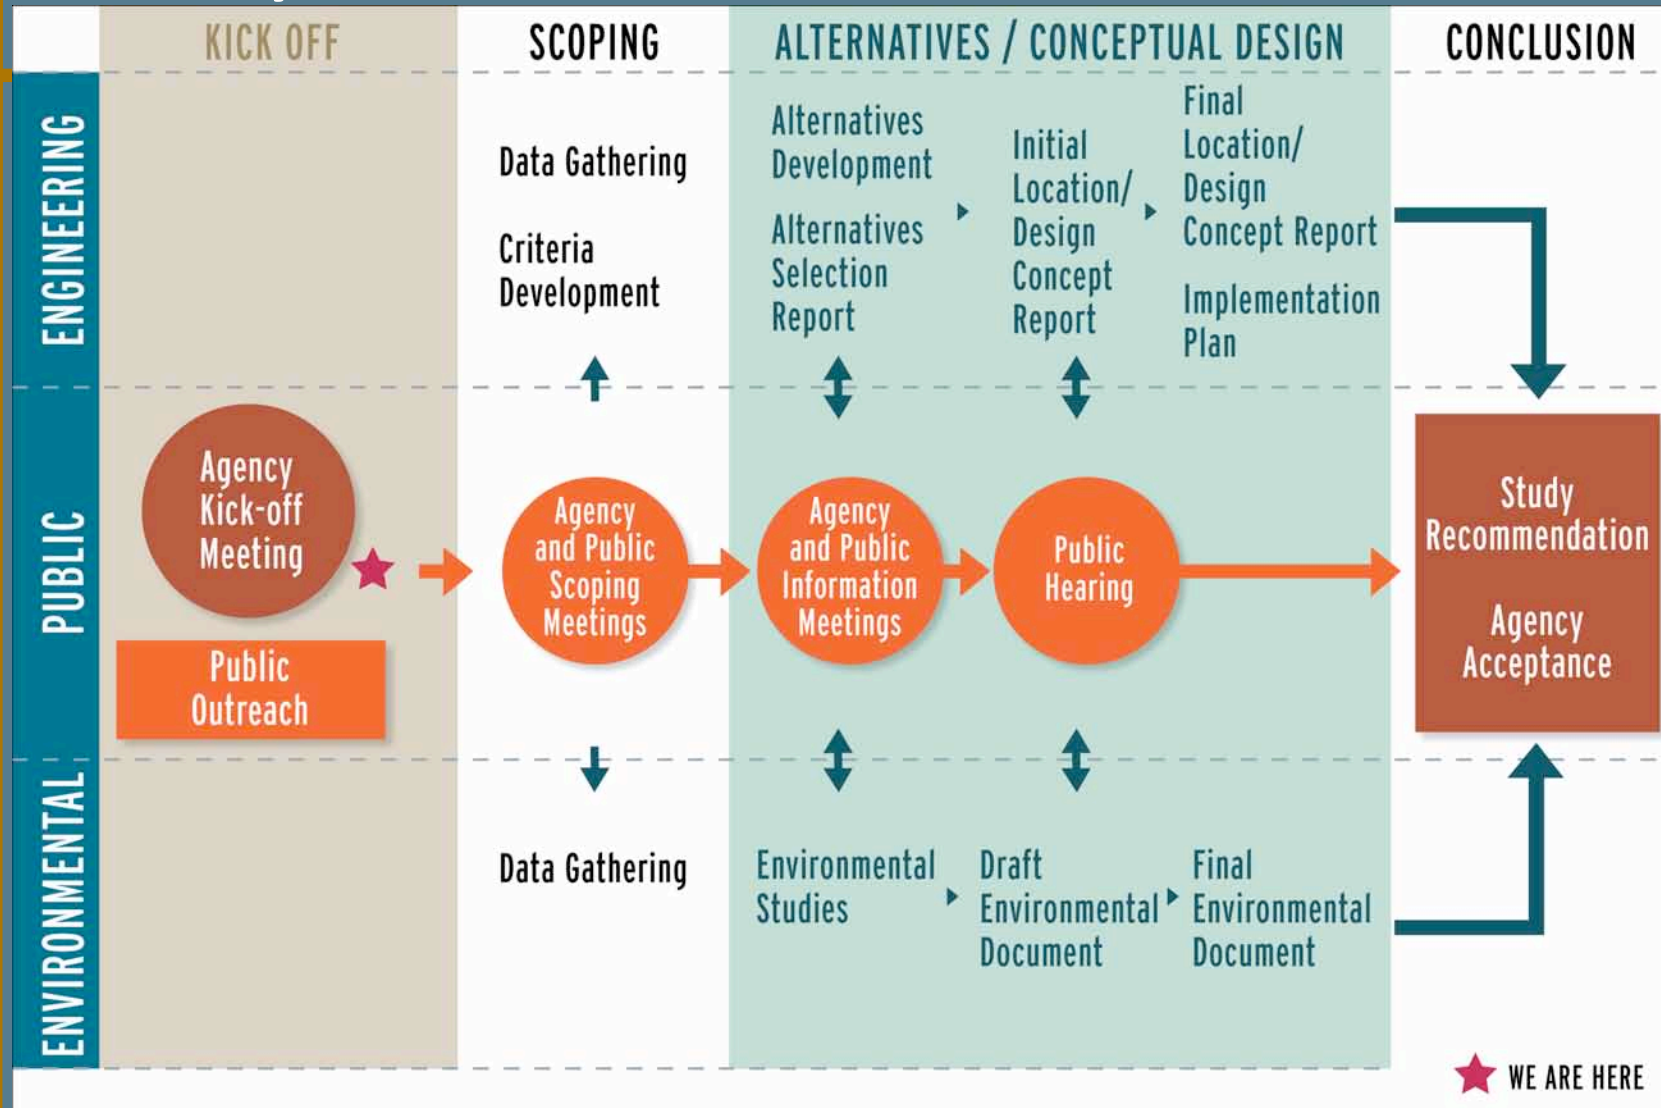 KICK OFF
SCOPING
ALTERNATIVES / CONCEPTUAL DESIGN
CONCLUSION
ENGINEERING
Data Gathering
Criteria
Development
Alternatives
Development
Alternatives
Selection
Report
Initial
Location/
Design
Concept
Report
Final
Location/
Design
Concept Report
Implementation
Plan
PUBLIC
Agency
Kick-off
Meeting
Public
Outreach
Agency
and Public
Scoping
Meetings
Agency
and Public
Information
Meetings
Public
Hearing
Study
Recommendation
Agency
Acceptance
ENVIRONMENTAL
Data Gathering
Environmental
Studies
Draft
Environmental
Document
Final
Environmental
Document
WE ARE HERE